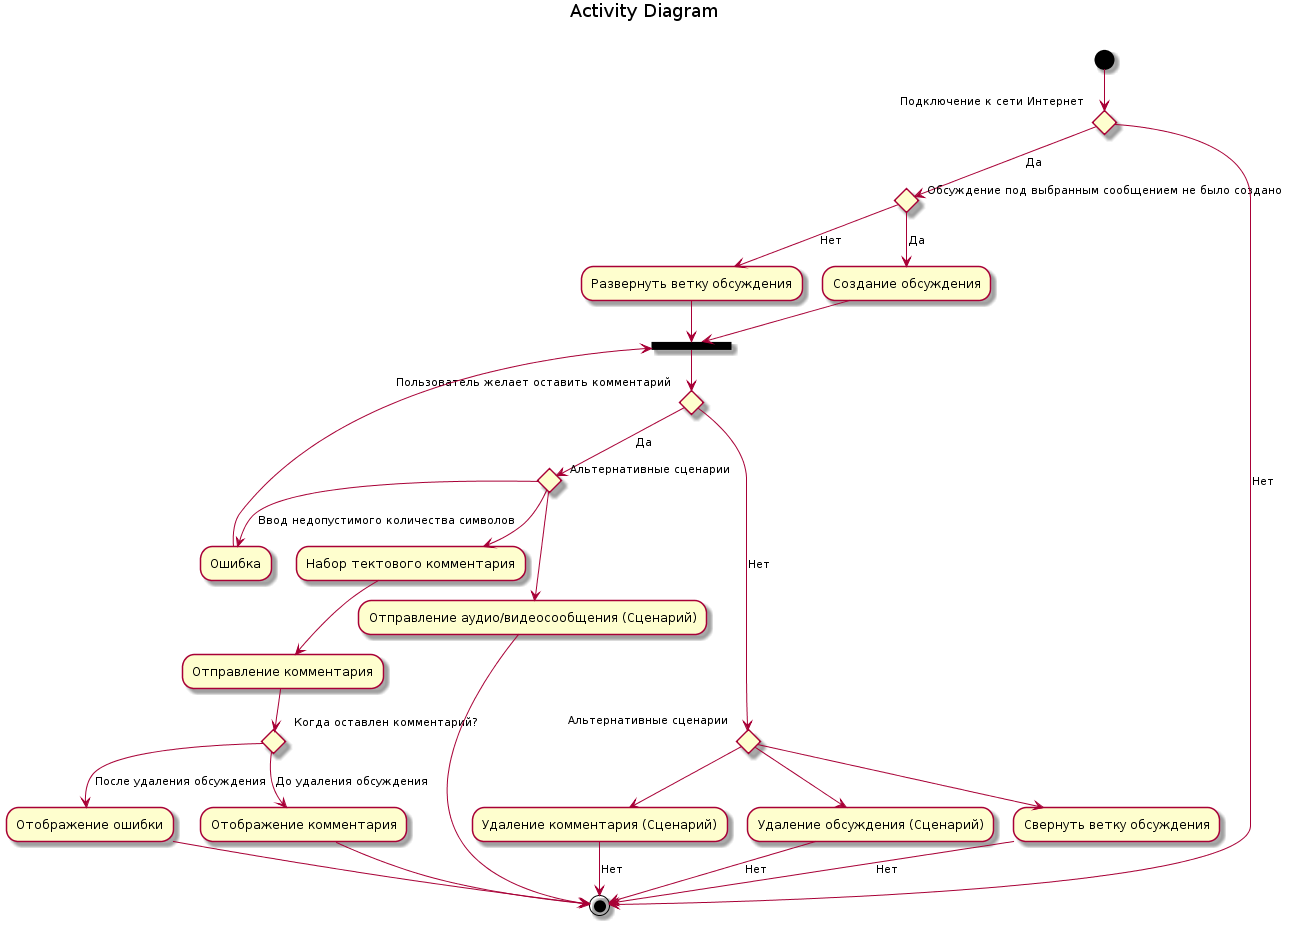 Activity Diagram
Подключение к сети Интернет
Да
Обсуждение под выбранным сообщением не было создано
Нет
Да
Развернуть ветку обсуждения
Создание обсуждения
Пользователь желает оставить комментарий
Да
Альтернативные сценарии
Нет
Ввод недопустимого количества символов
Ошибка
Набор тектового комментария
Нет
Отправление аудио/видеосообщения (Сценарий)
Отправление комментария
Когда оставлен комментарий?
Альтернативные сценарии
После удаления обсуждения
До удаления обсуждения
Отображение ошибки
Отображение комментария
Удаление комментария (Сценарий)
Удаление обсуждения (Сценарий)
Свернуть ветку обсуждения
Нет
Нет
Нет